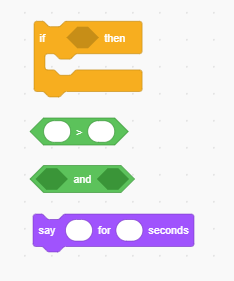 if then
>
and
say for seconds